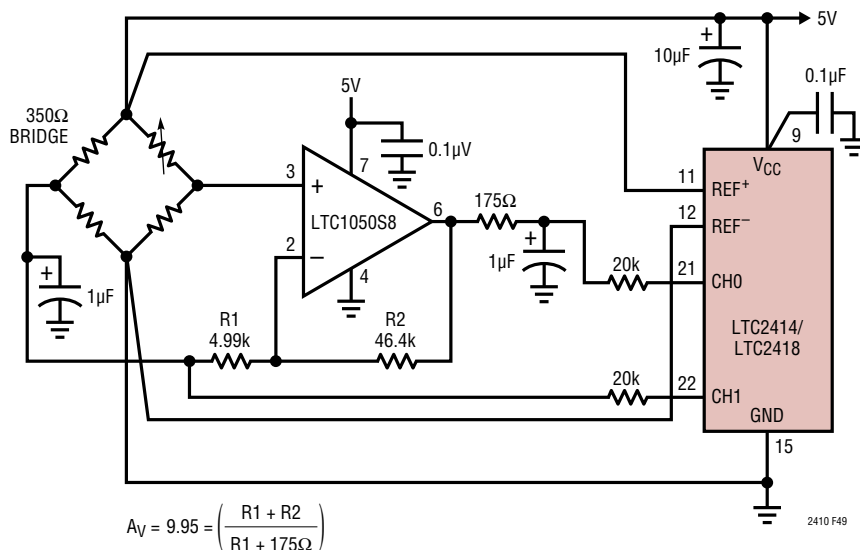 5V
10µF
0.1µF
350Ω
BRIDGE
5V
9
0.1µV
VCC
7
3
+
11
REF+
12
REF–
LTC1050S8
6
175Ω
2
–
4
1µF
+
20k
21
CH0
+
1µF
R1
4.99k
R2
46.4k
LTC2414/
LTC2418
20k
22
CH1
GND
15
AV = 9.95 = (R1 + R2 / R1 + 175Ω)
2410 F49
+